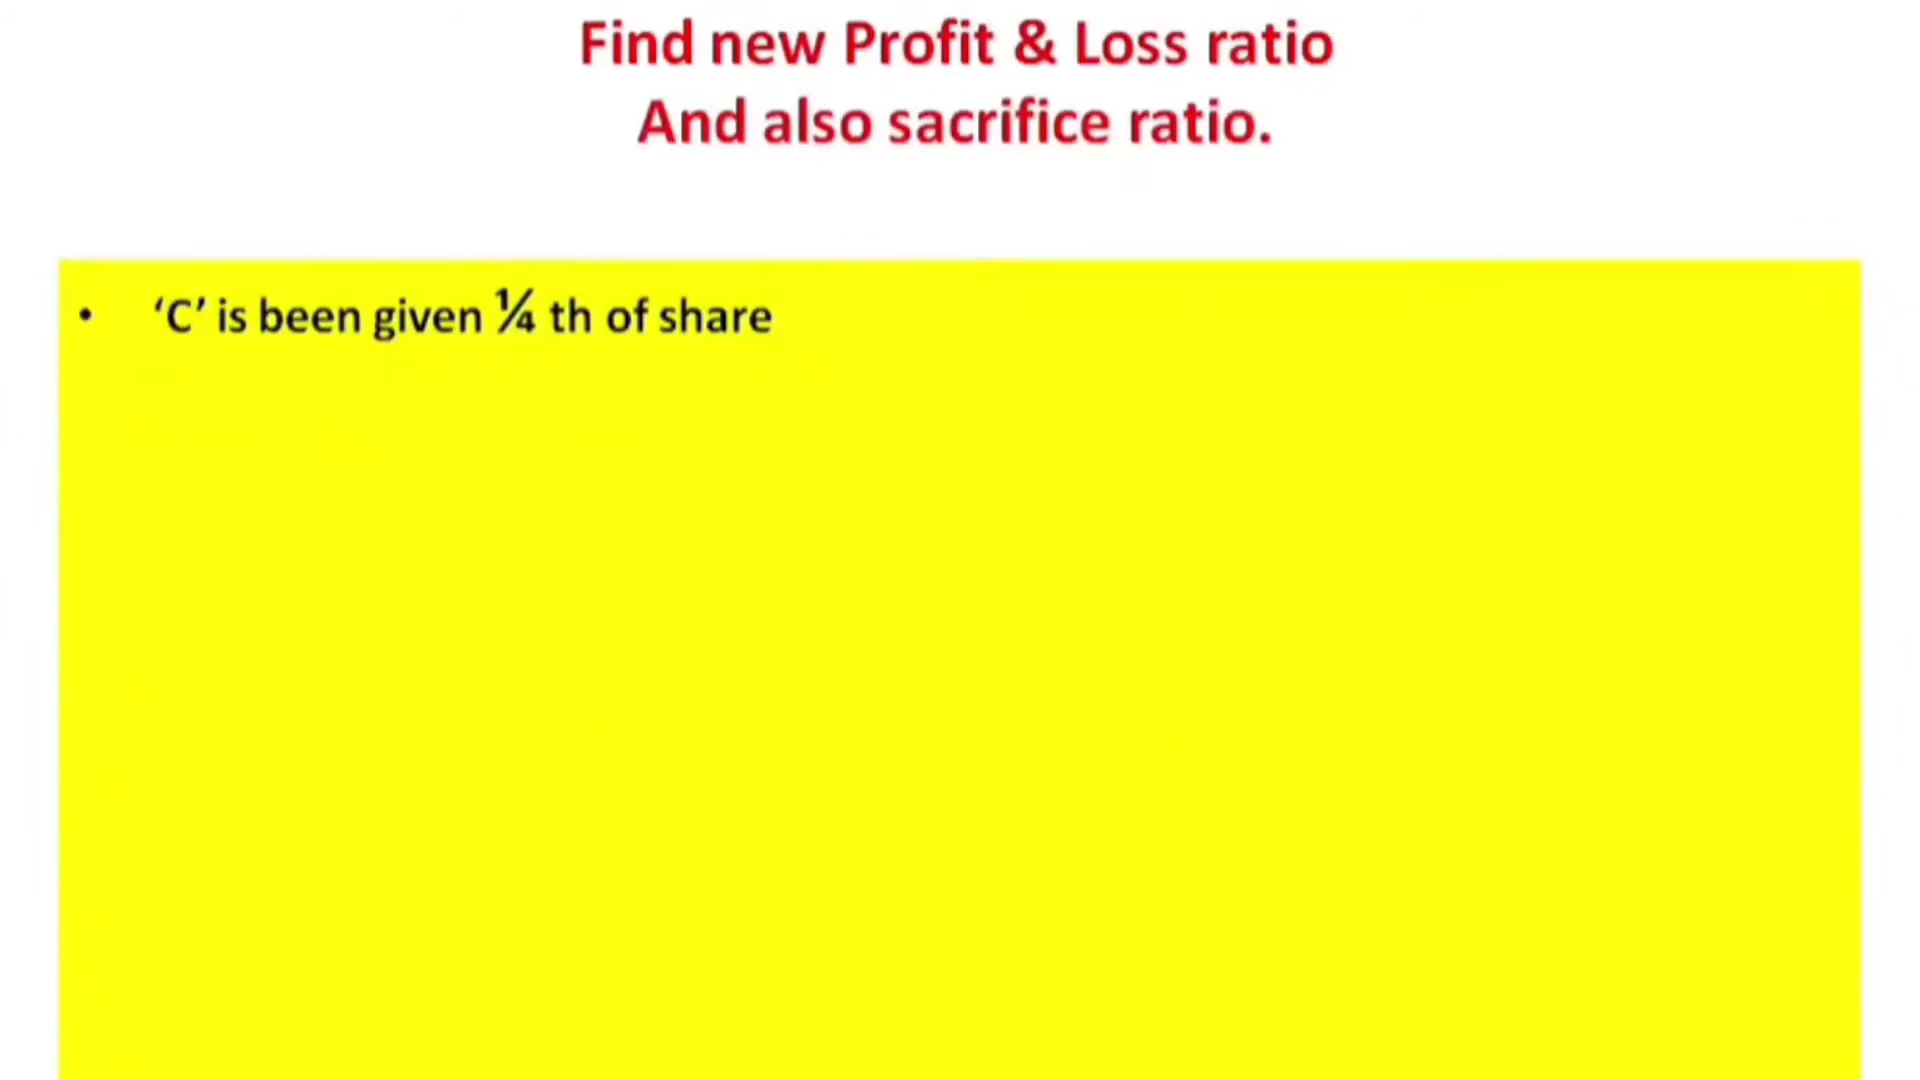 Find new Profit & Loss ratio
And also sacrifice ratio.
• ‘C’ is been given ¼ th of share